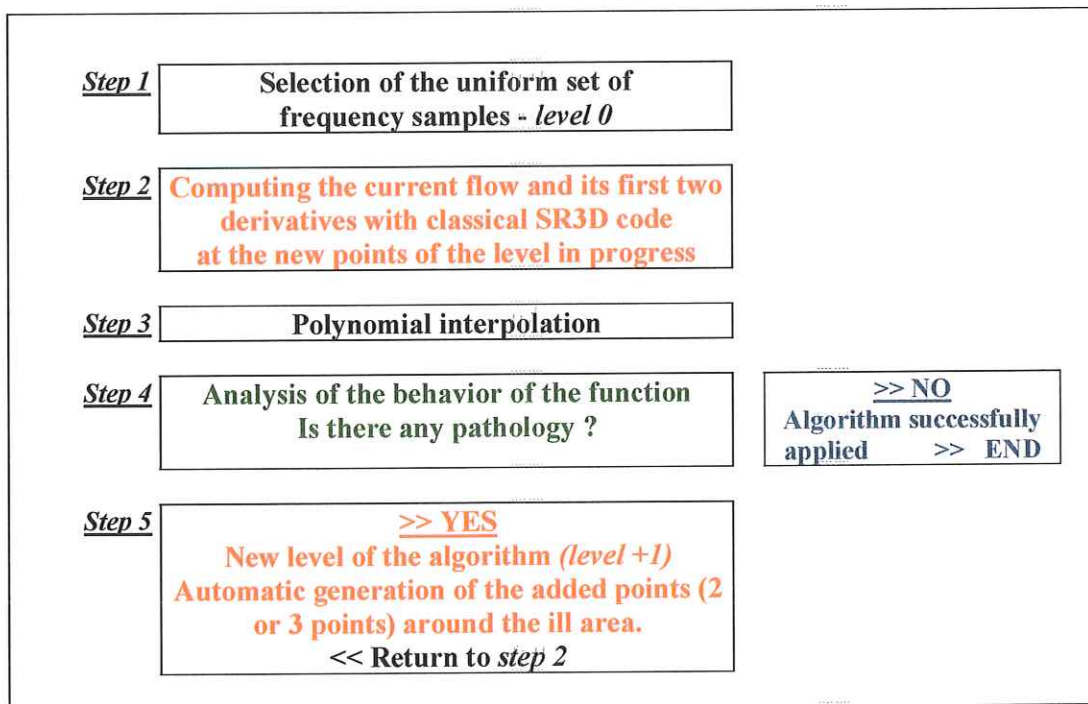 Step 1
Selection of the uniform set of
frequency samples - level 0
Step 2
Computing the current flow and its first two
derivatives with classical SR3D code
at the new points of the level in progress
Step 3
Polynomial interpolation
Step 4
Analysis of the behavior of the function
Is there any pathology ?
>> NO
Algorithm successfully
applied >> END
Step 5
>> YES
New level of the algorithm (level +1)
Automatic generation of the added points (2
or 3 points) around the ill area.
<< Return to step 2